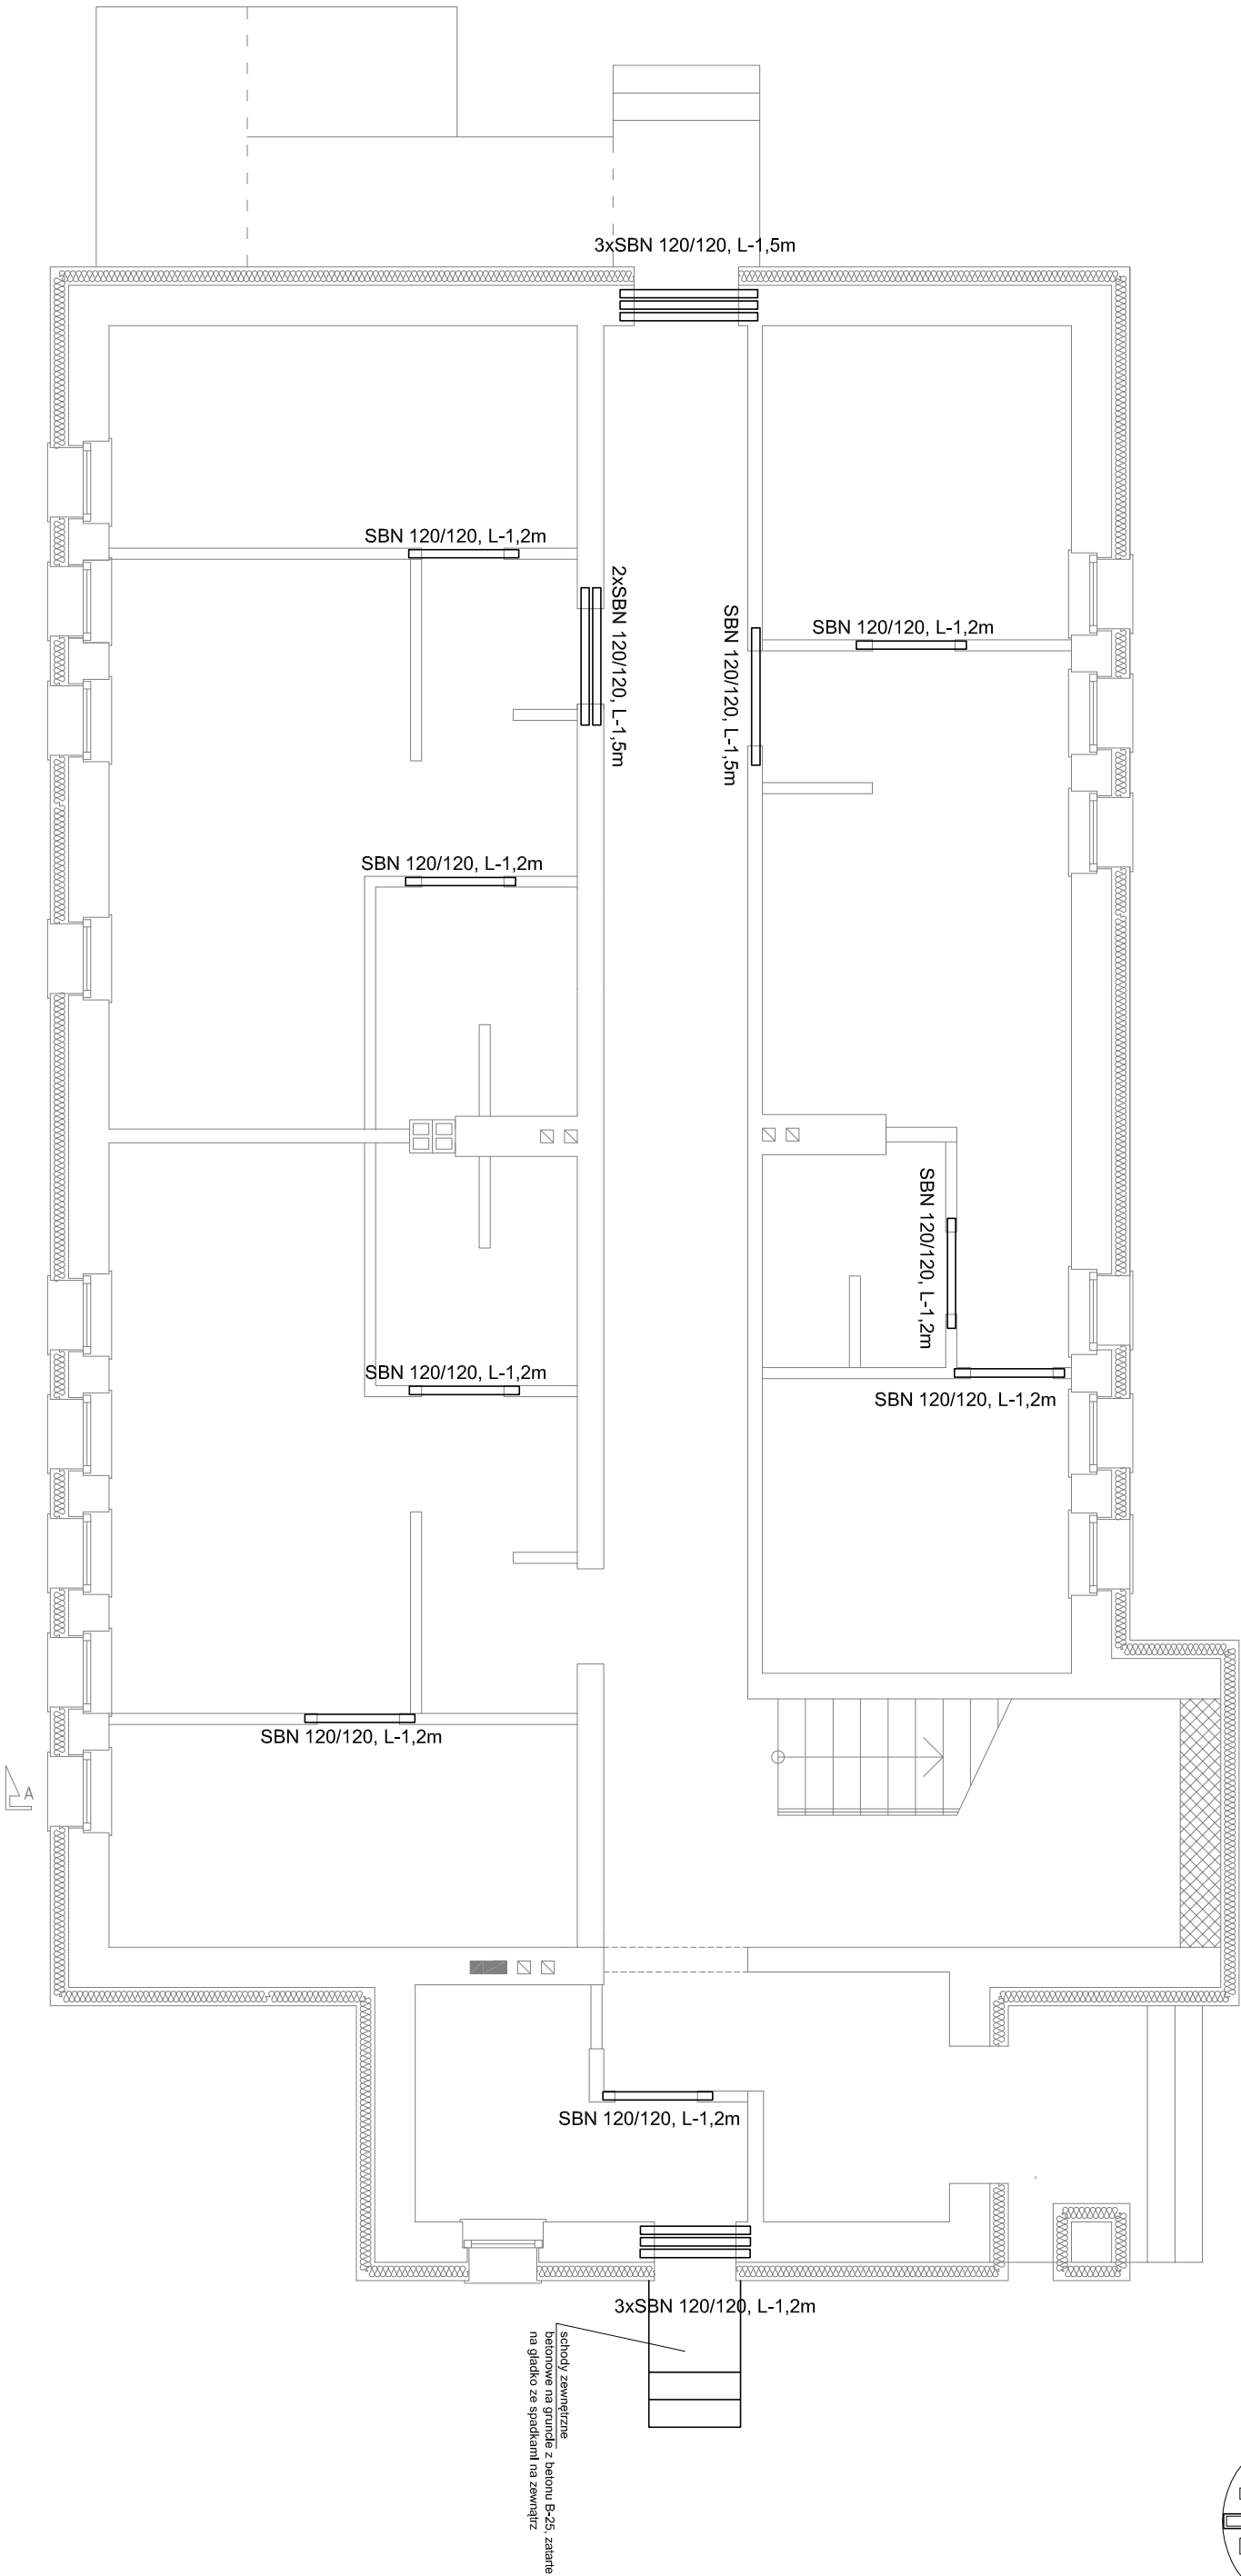 3xSBN 120/120, L-1,5m
SBN 120/120, L-1,2m
2xSBN 120/120, L-1,5m
SBN 120/120, L-1,5m
SBN 120/120, L-1,2m
SBN 120/120, L-1,2m
SBN 120/120, L-1,2m
SBN 120/120, L-1,2m
SBN 120/120, L-1,2m
SBN 120/120, L-1,2m
A
SBN 120/120, L-1,2m
3xSBN 120/120, L-1,2m
schody zewnętrzne
betonowe na gruncie z betonu B-25, zatarte
na gładko ze spadkami na zewnątrz